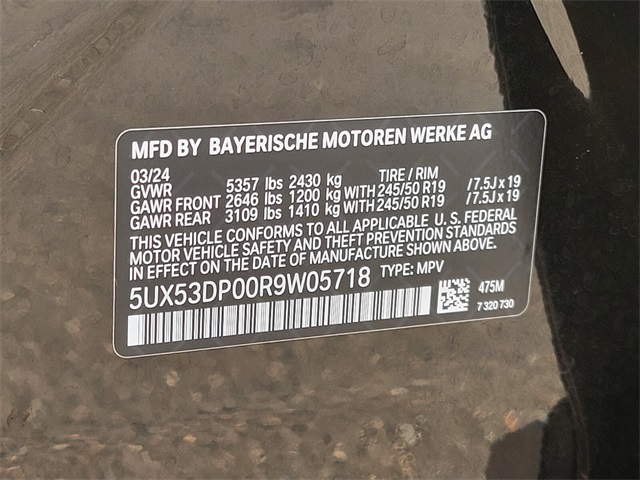 MFD BY BAYERISCHE MOTOREN WERKE AG
03/24 TIRE / RIM
GVWR 5357 lbs 2430 kg
GAWR FRONT 2646 lbs 1200 kg WITH 245/50 R19 / 7.5J x 19
GAWR REAR 3109 lbs 1410 kg WITH 245/50 R19 / 7.5J x 19
THIS VEHICLE CONFORMS TO ALL APPLICABLE U. S. FEDERAL
MOTOR VEHICLE SAFETY AND THEFT PREVENTION STANDARDS
IN EFFECT ON THE DATE OF MANUFACTURE SHOWN ABOVE.
5UX53DP00R9W05718 TYPE: MPV
475M
7 320 730